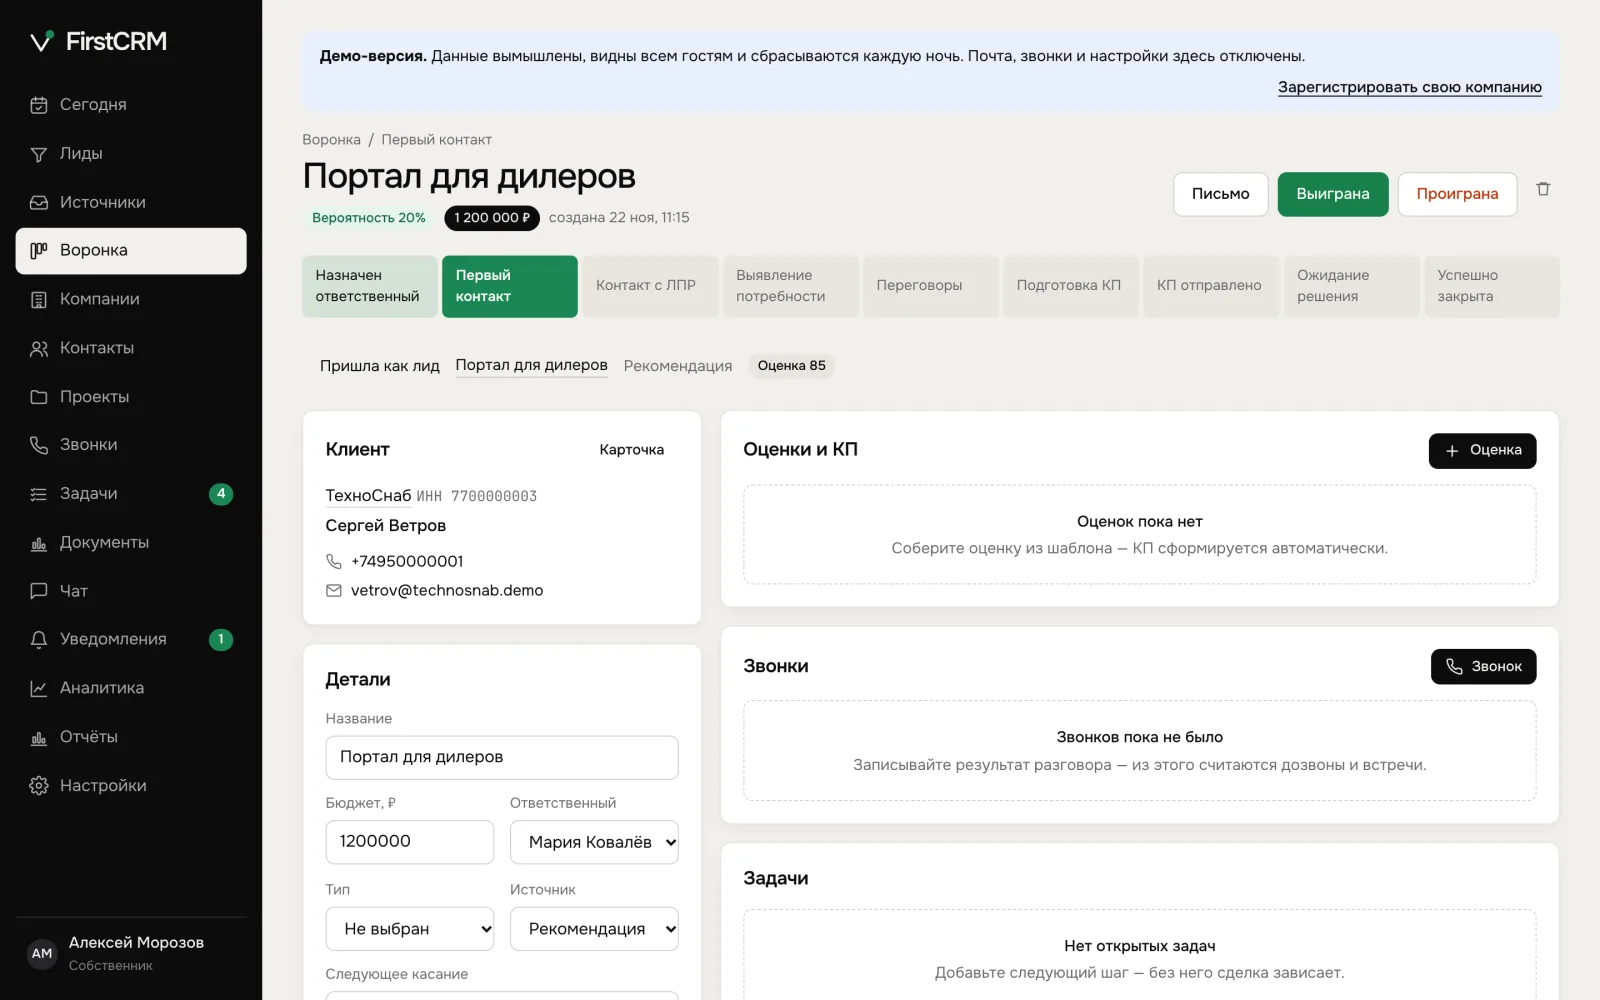 FirstCRM
Сегодня
Лиды
Источники
Воронка
Компании
Контакты
Проекты
Звонки
Задачи 4
Документы
Чат
Уведомления 1
Аналитика
Отчёты
Настройки
АМ
Алексей Морозов
Собственник
Демо-версия. Данные вымышлены, видны всем гостям и сбрасываются каждую ночь. Почта, звонки и настройки здесь отключены.
Зарегистрировать свою компанию
Воронка / Первый контакт
Портал для дилеров
Вероятность 20% 1 200 000 ₽ создана 22 ноя, 11:15
Письмо
Выиграна
Проиграна
Назначен
ответственный
Первый
контакт
Контакт с ЛПР
Выявление
потребности
Переговоры
Подготовка КП
КП отправлено
Ожидание
решения
Успешно
закрыта
Пришла как лид Портал для дилеров Рекомендация Оценка 85
Клиент Карточка
ТехноСнаб ИНН 7700000003
Сергей Ветров
+74950000001
vetrov@technosnab.demo
Детали
Название
Портал для дилеров
Бюджет, ₽
1200000
Ответственный
Мария Ковалёв
Тип
Не выбран
Источник
Рекомендация
Следующее касание
Оценки и КП
+ Оценка
Оценок пока нет
Соберите оценку из шаблона — КП сформируется автоматически.
Звонки
Звонок
Звонков пока не было
Записывайте результат разговора — из этого считаются дозвоны и встречи.
Задачи
Нет открытых задач
Добавьте следующий шаг — без него сделка зависает.